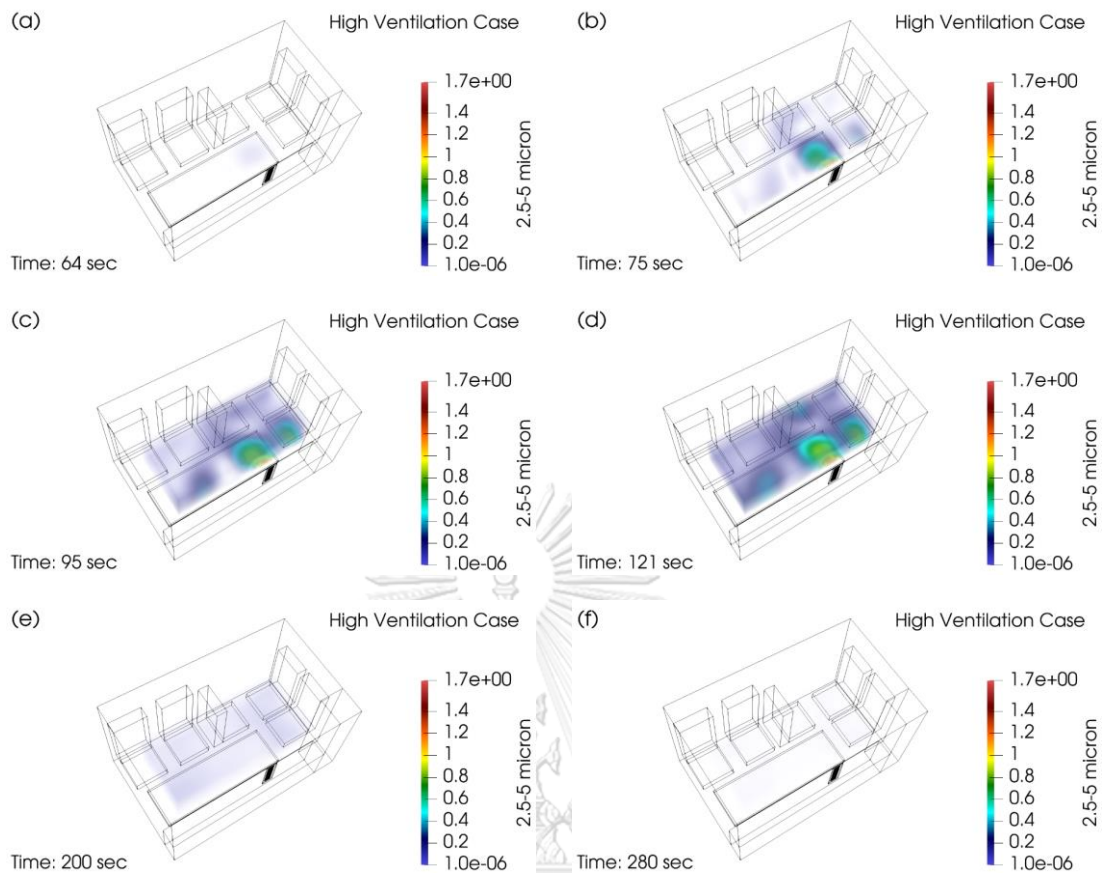 (a)
High Ventilation Case
1.7e+00
1.4
1.2
1
0.8
0.6
0.4
0.2
1.0e-06
2.5-5 micron
Time: 64 sec
(b)
High Ventilation Case
1.7e+00
1.4
1.2
1
0.8
0.6
0.4
0.2
1.0e-06
2.5-5 micron
Time: 75 sec
(c)
High Ventilation Case
1.7e+00
1.4
1.2
1
0.8
0.6
0.4
0.2
1.0e-06
2.5-5 micron
Time: 95 sec
(d)
High Ventilation Case
1.7e+00
1.4
1.2
1
0.8
0.6
0.4
0.2
1.0e-06
2.5-5 micron
Time: 121 sec
(e)
High Ventilation Case
1.7e+00
1.4
1.2
1
0.8
0.6
0.4
0.2
1.0e-06
2.5-5 micron
Time: 200 sec
(f)
High Ventilation Case
1.7e+00
1.4
1.2
1
0.8
0.6
0.4
0.2
1.0e-06
2.5-5 micron
Time: 280 sec